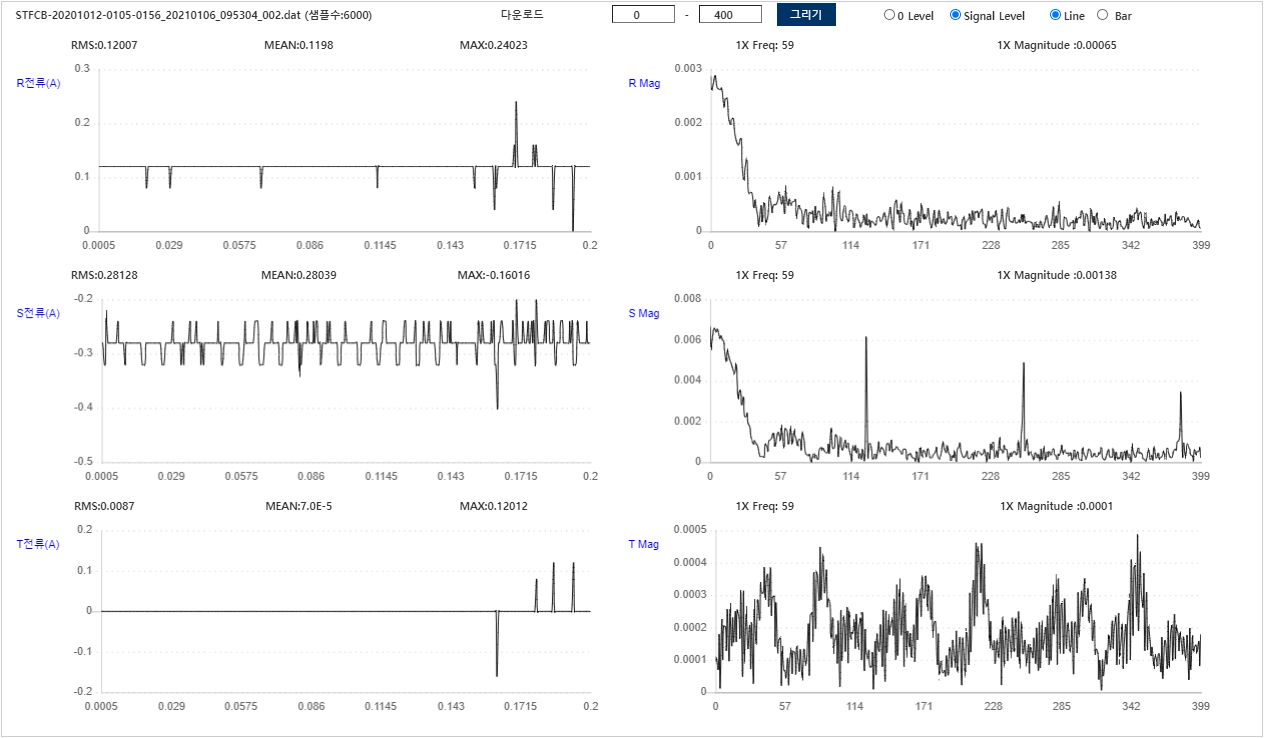 STFCB-20201012-0105-0156_20210106_095304_002.dat (샘플수:6000) 다운로드 0 - 400 그리기 0 Level Signal Level Line Bar
RMS:0.12007 MEAN:0.1198 MAX:0.24023 1X Freq: 59 1X Magnitude :0.00065
R전류(A)
0.3
0.2
0.1
0
0.0005 0.029 0.0575 0.086 0.1145 0.143 0.1715 0.2
R Mag
0.003
0.002
0.001
0
0 57 114 171 228 285 342 399
RMS:0.28128 MEAN:0.28039 MAX:-0.16016 1X Freq: 59 1X Magnitude :0.00138
S전류(A)
-0.2
-0.3
-0.4
-0.5
0.0005 0.029 0.0575 0.086 0.1145 0.143 0.1715 0.2
S Mag
0.008
0.006
0.004
0.002
0
0 57 114 171 228 285 342 399
RMS:0.0087 MEAN:7.0E-5 MAX:0.12012 1X Freq: 59 1X Magnitude :0.0001
T전류(A)
0.2
0.1
0
-0.1
-0.2
0.0005 0.029 0.0575 0.086 0.1145 0.143 0.1715 0.2
T Mag
0.0005
0.0004
0.0003
0.0002
0.0001
0
0 57 114 171 228 285 342 399